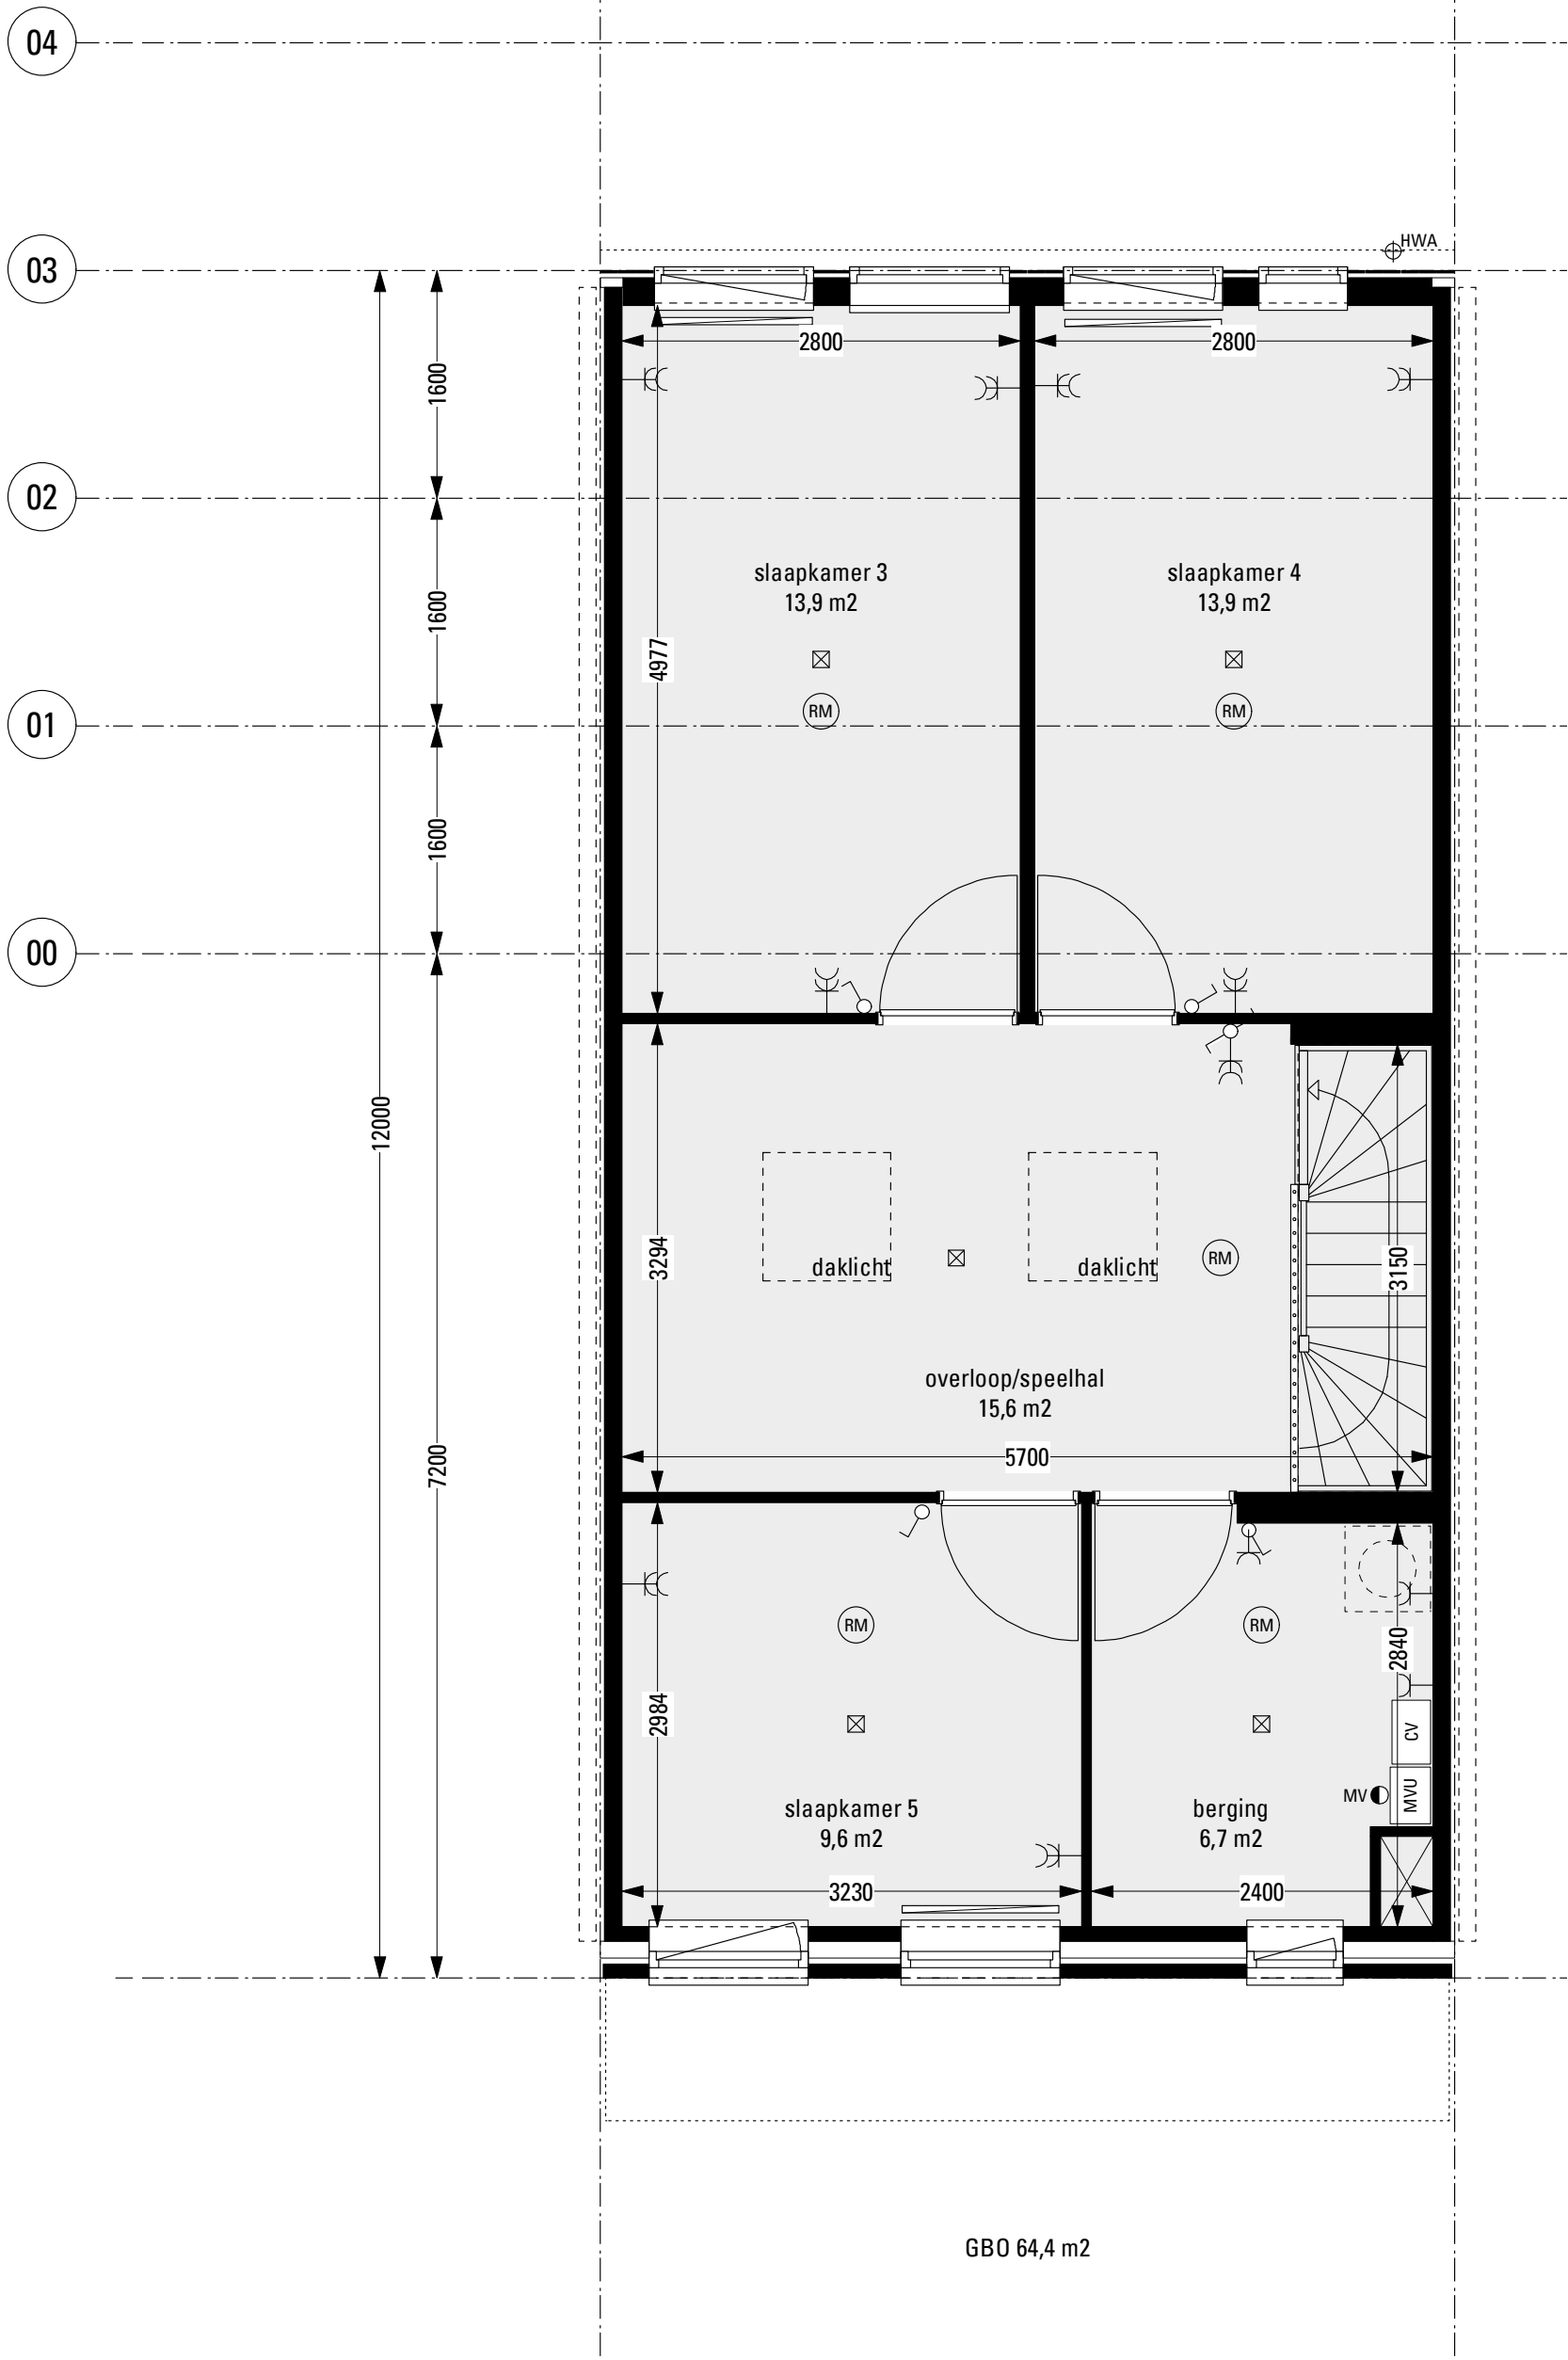 04
HWA
03
2800
2800
1600
02
slaapkamer 3
13,9 m2
slaapkamer 4
13,9 m2
1600
4977
RM
RM
01
1600
00
12000
daklicht
daklicht
RM
3294
3150
overloop/speelhal
15,6 m2
5700
7200
RM
RM
2840
2984
CV
MV
MVU
slaapkamer 5
9,6 m2
berging
6,7 m2
3230
2400
GBO 64,4 m2